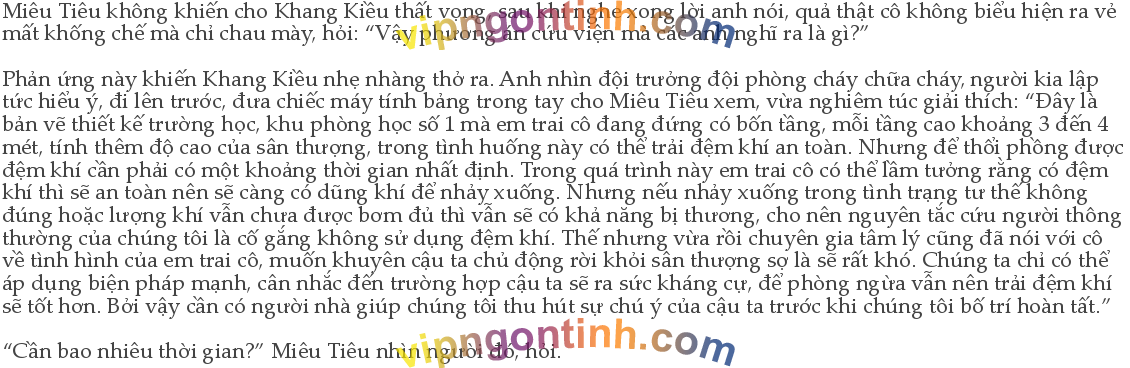 Miêu Tiêu không khiến cho Khang Kiều thất vọng, sau khi nghe xong lời anh nói, quả thật cô không biểu hiện ra vẻ
mất khống chế mà chỉ chau mày, hỏi: “Vậy phương án cứu viện mà các anh nghĩ ra là gì?”
vipngontinh.com
Phản ứng này khiến Khang Kiều nhẹ nhàng thở ra. Anh nhìn đội trưởng đội phòng cháy chữa cháy, người kia lập
tức hiểu ý, đi lên trước, đưa chiếc máy tính bảng trong tay cho Miêu Tiêu xem, vừa nghiêm túc giải thích: “Đây là
bản vẽ thiết kế trường học, khu phòng học số 1 mà em trai cô đang đứng có bốn tầng, mỗi tầng cao khoảng 3 đến 4
mét, tính thêm độ cao của sân thượng, trong tình huống này có thể trải đệm khí an toàn. Nhưng để thổi phồng được
đệm khí cần phải có một khoảng thời gian nhất định. Trong quá trình này em trai cô có thể lầm tưởng rằng có đệm
khí thì sẽ an toàn nên sẽ càng có dũng khí để nhảy xuống. Nhưng nếu nhảy xuống trong tình trạng tư thế không
đúng hoặc lượng khí vẫn chưa được bơm đủ thì vẫn sẽ có khả năng bị thương, cho nên nguyên tắc cứu người thông
thường của chúng tôi là cố gắng không sử dụng đệm khí. Thế nhưng vừa rồi chuyên gia tâm lý cũng đã nói với cô
về tình hình của em trai cô, muốn khuyên cậu ta chủ động rời khỏi sân thượng sợ là sẽ rất khó. Chúng ta chỉ có thể
áp dụng biện pháp mạnh, cân nhắc đến trường hợp cậu ta sẽ ra sức kháng cự, để phòng ngừa vẫn nên trải đệm khí
sẽ tốt hơn. Bởi vậy cần có người nhà giúp chúng tôi thu hút sự chú ý của cậu ta trước khi chúng tôi bố trí hoàn tất.”
“Cần bao nhiêu thời gian?” Miêu Tiêu nhìn người đó, hỏi.
vipngontinh.com